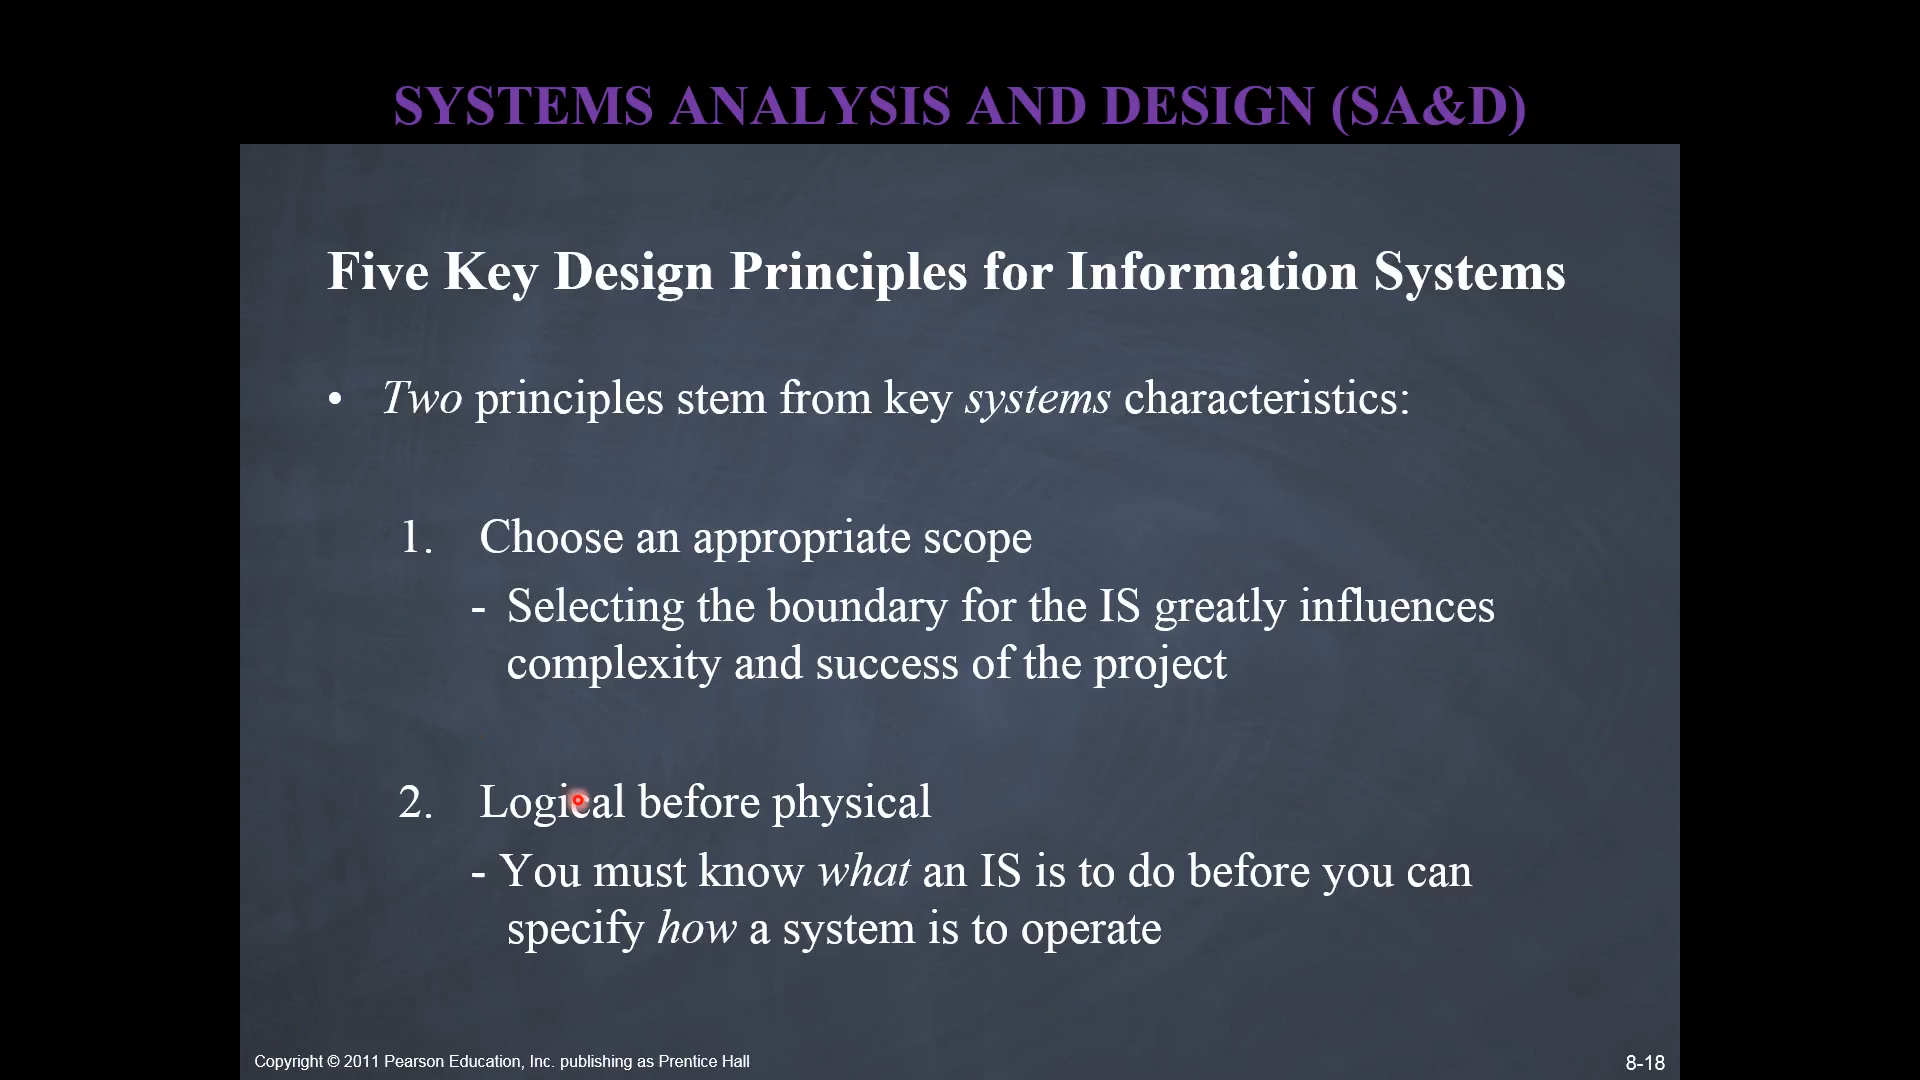 SYSTEMS ANALYSIS AND DESIGN (SA&D)
Five Key Design Principles for Information Systems
• Two principles stem from key systems characteristics:
1. Choose an appropriate scope
- Selecting the boundary for the IS greatly influences
complexity and success of the project
2. Logical before physical
- You must know what an IS is to do before you can
specify how a system is to operate
Copyright © 2011 Pearson Education, Inc. publishing as Prentice Hall
8-18